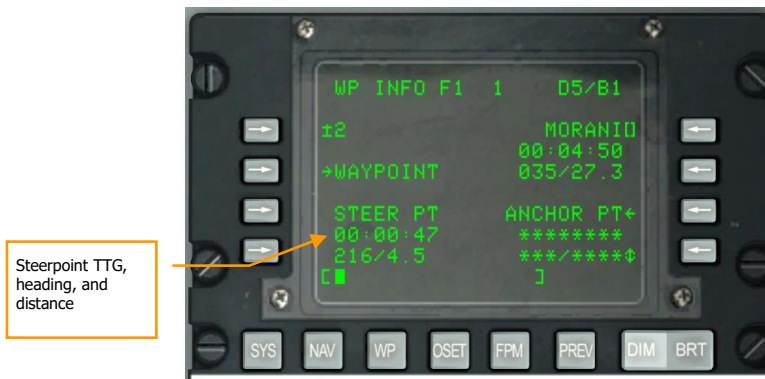 WP INFO F1 1 D5/B1
±2 MORANI[]
00:04:50
→WAYPOINT 035/27.3
STEER PT ANCHOR PT←
00:00:47 ********
216/4.5 ***/****↕
[ ]
Steerpoint TTG,
heading, and
distance
SYS NAV WP OSET FPM PREV DIM BRT